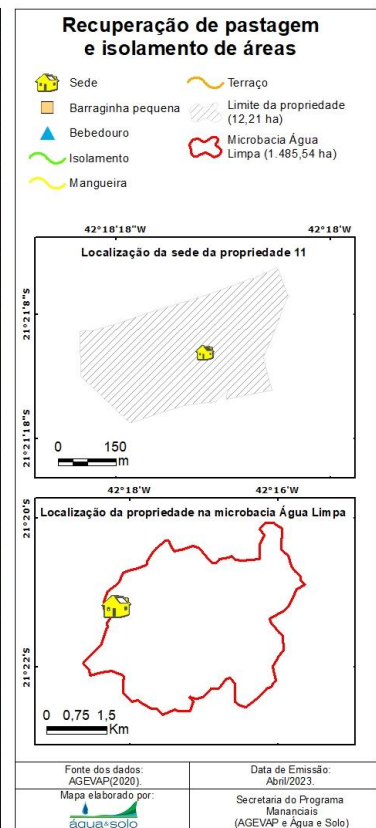 Recuperação de pastagem
e isolamento de áreas
Sede
Barraginha pequena
Bebedouro
Isolamento
Mangueira
Terraço
Limite da propriedade
(12,21 ha)
Microbacia Água
Limpa (1.485,54 ha)
42°18'18"W
42°18'W
Localização da sede da propriedade 11
21°21'8"S
21°21'18"S
0 150
m
42°18'W
42°16'W
Localização da propriedade na microbacia Água Limpa
21°20'S
21°22'S
0 0,75 1,5
Km
Fonte dos dados:
AGEVAP(2020).
Data de Emissão:
Abril/2023.
Mapa elaborado por:
água&solo
Secretaria do Programa
Mananciais
(AGEVAP e Água e Solo)